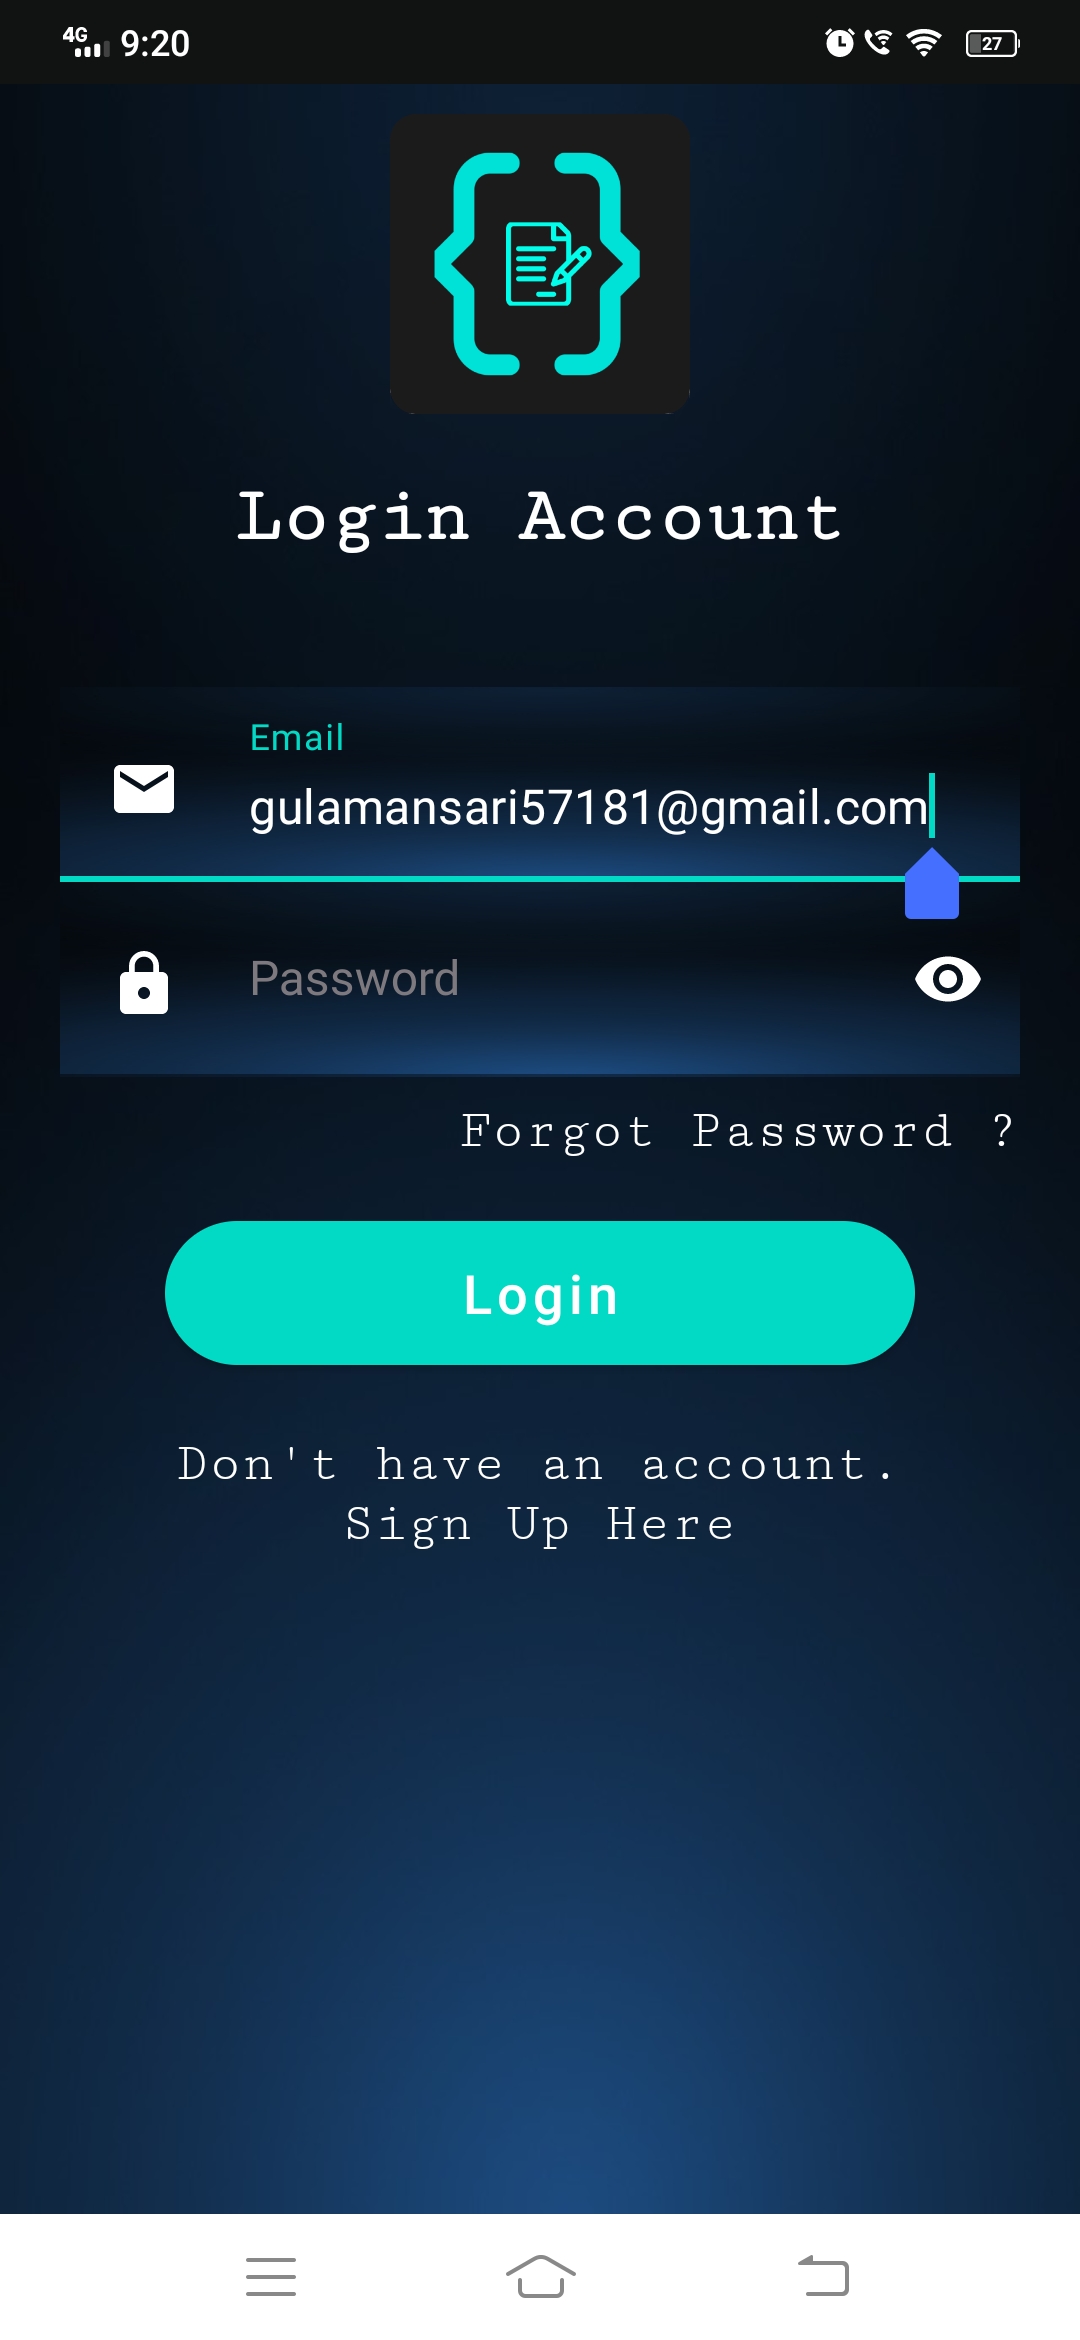 4G 9:20 27
Login Account
Email
gulamansari57181@gmail.com
Password
Forgot Password ?
Login
Don't have an account.
Sign Up Here